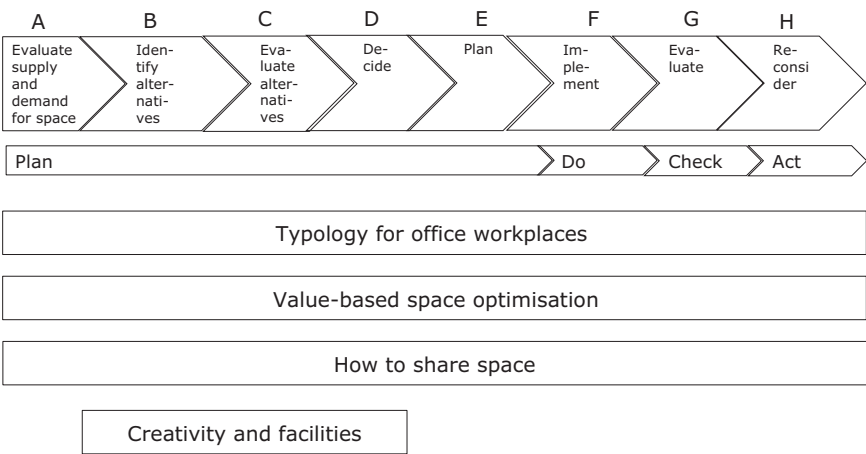 A B C D E F G H
Evaluate
supply
and
demand
for space
Iden-
tify
alter-
nati-
ves
Eva-
luate
alter-
nati-
ves
De-
cide
Plan
Im-
ple-
ment
Eva-
luate
Re-
consi
der
Plan Do Check Act
Typology for office workplaces
Value-based space optimisation
How to share space
Creativity and facilities